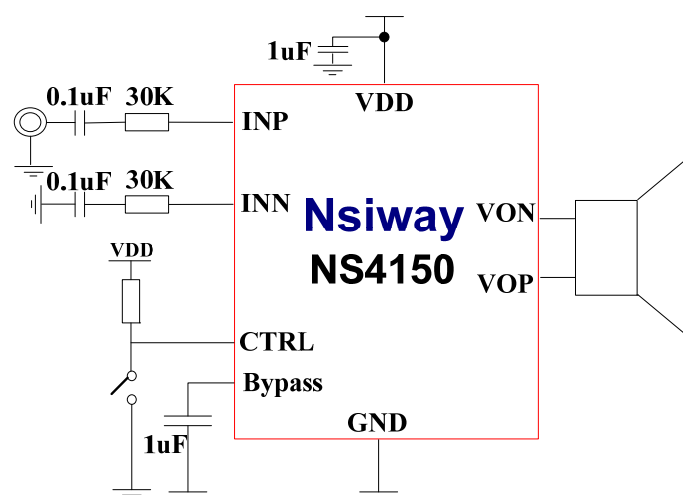 1uF
VDD
0.1uF 30K
INP
0.1uF 30K
INN
Nsiway
NS4150
VON
VOP
VDD
CTRL
Bypass
1uF
GND